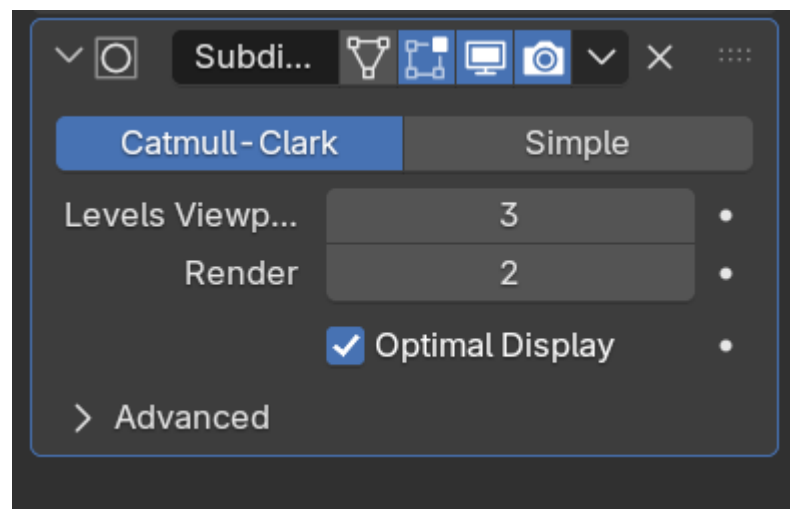 Subdi...
Catmull-Clark Simple
Levels Viewp... 3
Render 2
Optimal Display
Advanced